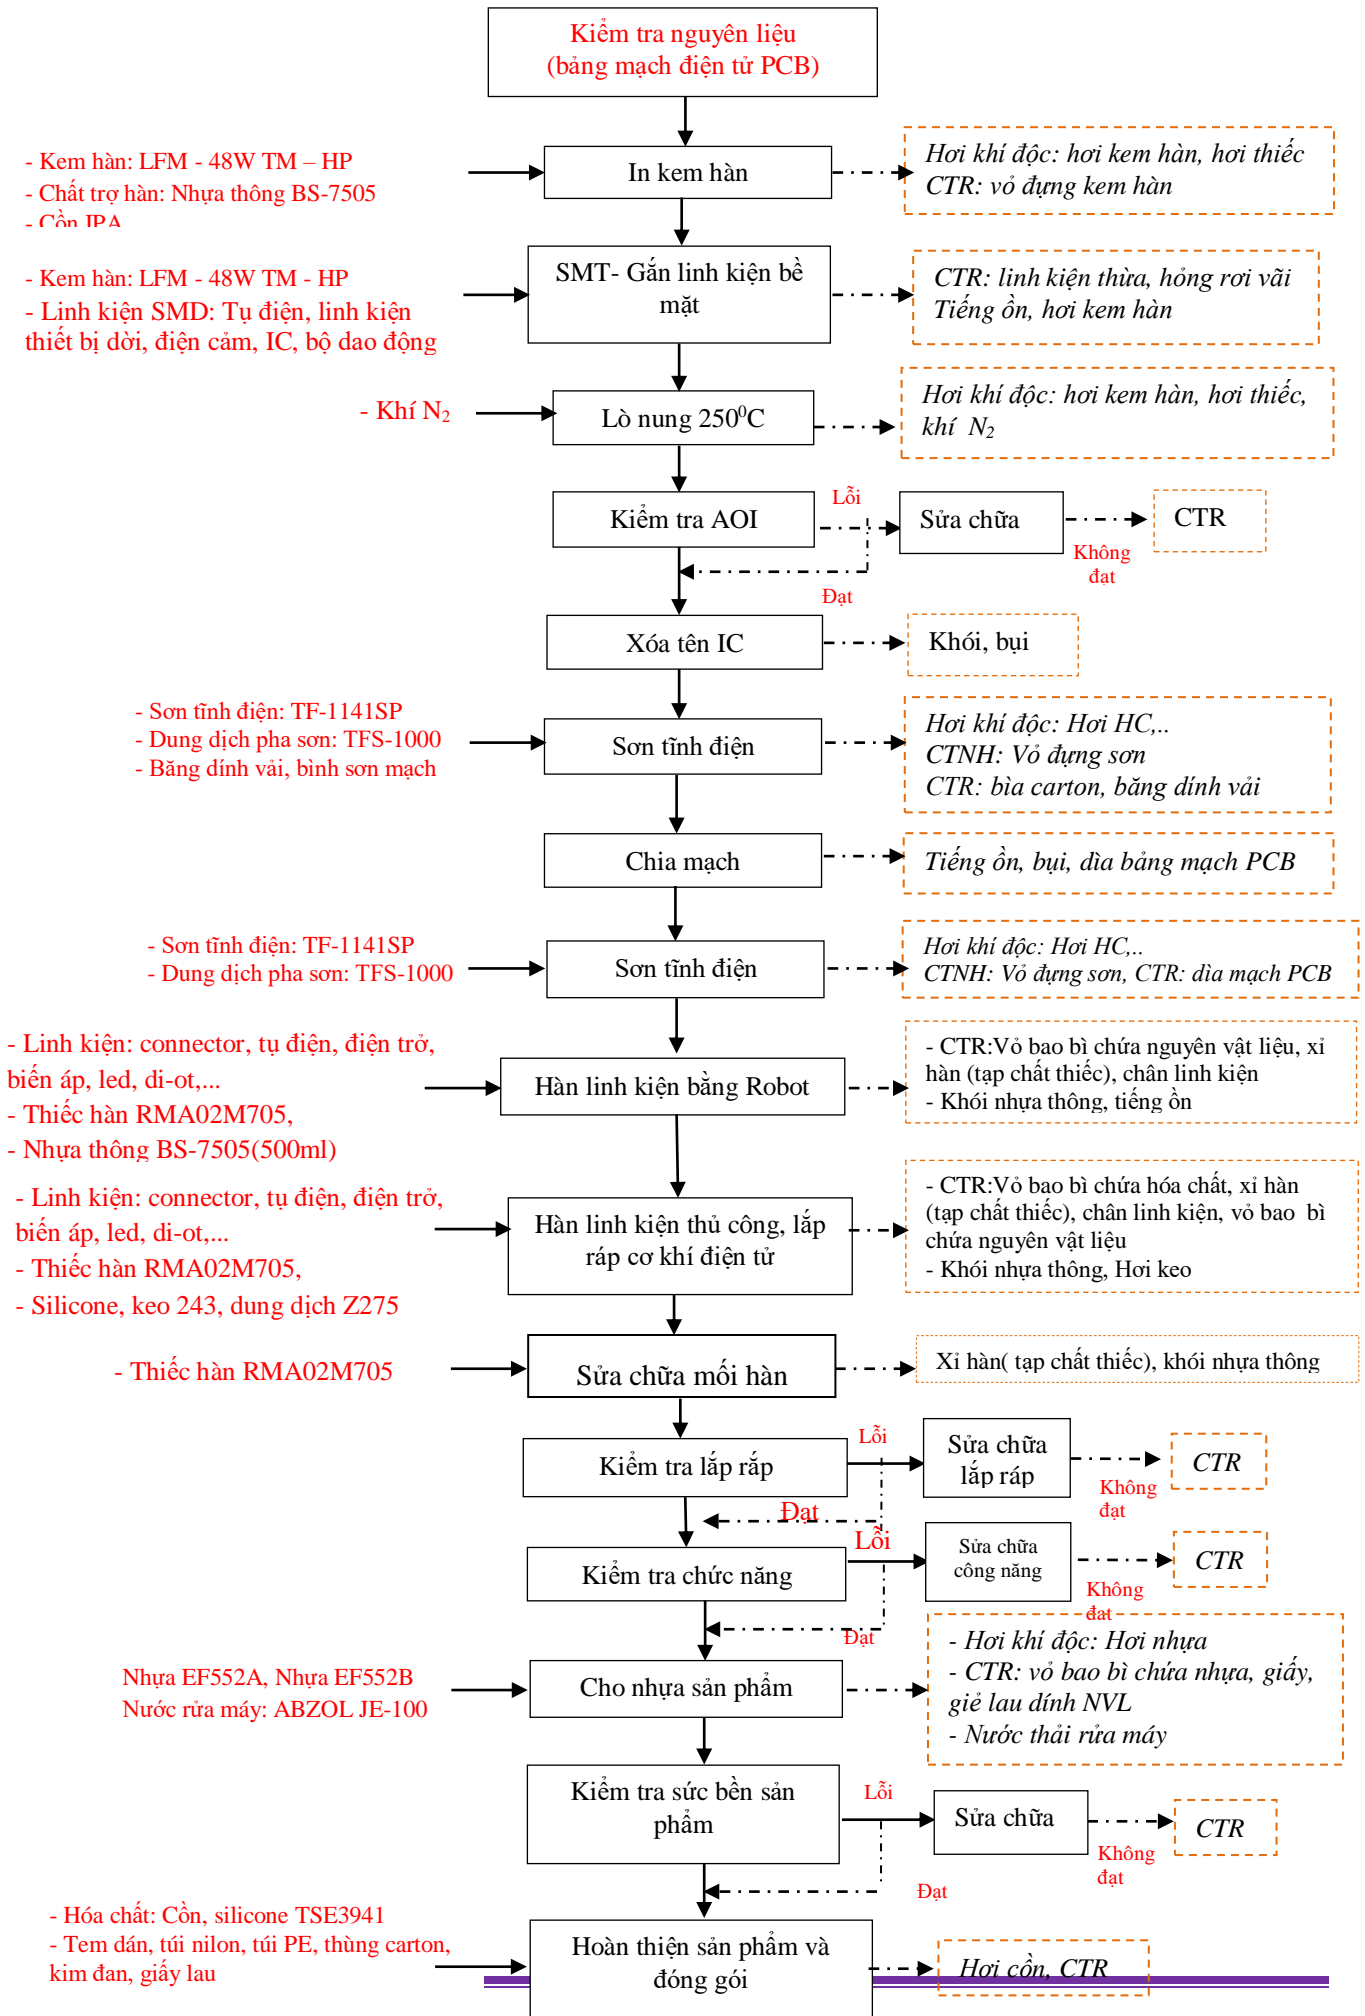 Kiểm tra nguyên liệu
(bảng mạch điện tử PCB)
- Kem hàn: LFM - 48W TM – HP
- Chất trợ hàn: Nhựa thông BS-7505
- Cồn IPA
In kem hàn
Hơi khí độc: hơi kem hàn, hơi thiếc
CTR: vỏ đựng kem hàn
- Kem hàn: LFM - 48W TM - HP
- Linh kiện SMD: Tụ điện, linh kiện
thiết bị dời, điện cảm, IC, bộ dao động
SMT- Gắn linh kiện bề
mặt
CTR: linh kiện thừa, hỏng rơi vãi
Tiếng ồn, hơi kem hàn
- Khí N2
Lò nung 250⁰C
Hơi khí độc: hơi kem hàn, hơi thiếc,
khí N2
Kiểm tra AOI
Lỗi
Sửa chữa
Không
đạt
CTR
Đạt
Xóa tên IC
Khói, bụi
- Sơn tĩnh điện: TF-1141SP
- Dung dịch pha sơn: TFS-1000
- Băng dính vải, bình sơn mạch
Sơn tĩnh điện
Hơi khí độc: Hơi HC,..
CTNH: Vỏ đựng sơn
CTR: bìa carton, băng dính vải
Chia mạch
Tiếng ồn, bụi, dìa bảng mạch PCB
- Sơn tĩnh điện: TF-1141SP
- Dung dịch pha sơn: TFS-1000
Sơn tĩnh điện
Hơi khí độc: Hơi HC,..
CTNH: Vỏ đựng sơn, CTR: dìa mạch PCB
- Linh kiện: connector, tụ điện, điện trở,
biến áp, led, di-ot,...
- Thiếc hàn RMA02M705,
- Nhựa thông BS-7505(500ml)
Hàn linh kiện bằng Robot
- CTR:Vỏ bao bì chứa nguyên vật liệu, xỉ
hàn (tạp chất thiếc), chân linh kiện
- Khói nhựa thông, tiếng ồn
- Linh kiện: connector, tụ điện, điện trở,
biến áp, led, di-ot,...
- Thiếc hàn RMA02M705,
- Silicone, keo 243, dung dịch Z275
Hàn linh kiện thủ công, lắp
ráp cơ khí điện tử
- CTR:Vỏ bao bì chứa hóa chất, xỉ hàn
(tạp chất thiếc), chân linh kiện, vỏ bao bì
chứa nguyên vật liệu
- Khói nhựa thông, Hơi keo
- Thiếc hàn RMA02M705
Sửa chữa mối hàn
Xỉ hàn( tạp chất thiếc), khói nhựa thông
Kiểm tra lắp rắp
Lỗi
Sửa chữa
lắp ráp
Không
đạt
CTR
Đạt
Kiểm tra chức năng
Lỗi
Sửa chữa
công năng
Không
đạt
CTR
Đạt
Nhựa EF552A, Nhựa EF552B
Nước rửa máy: ABZOL JE-100
Cho nhựa sản phẩm
- Hơi khí độc: Hơi nhựa
- CTR: vỏ bao bì chứa nhựa, giấy,
giẻ lau dính NVL
- Nước thải rửa máy
Kiểm tra sức bền sản
phẩm
Lỗi
Sửa chữa
Không
đạt
CTR
Đạt
- Hóa chất: Cồn, silicone TSE3941
- Tem dán, túi nilon, túi PE, thùng carton,
kim đan, giấy lau
Hoàn thiện sản phẩm và
đóng gói
Hơi cồn, CTR